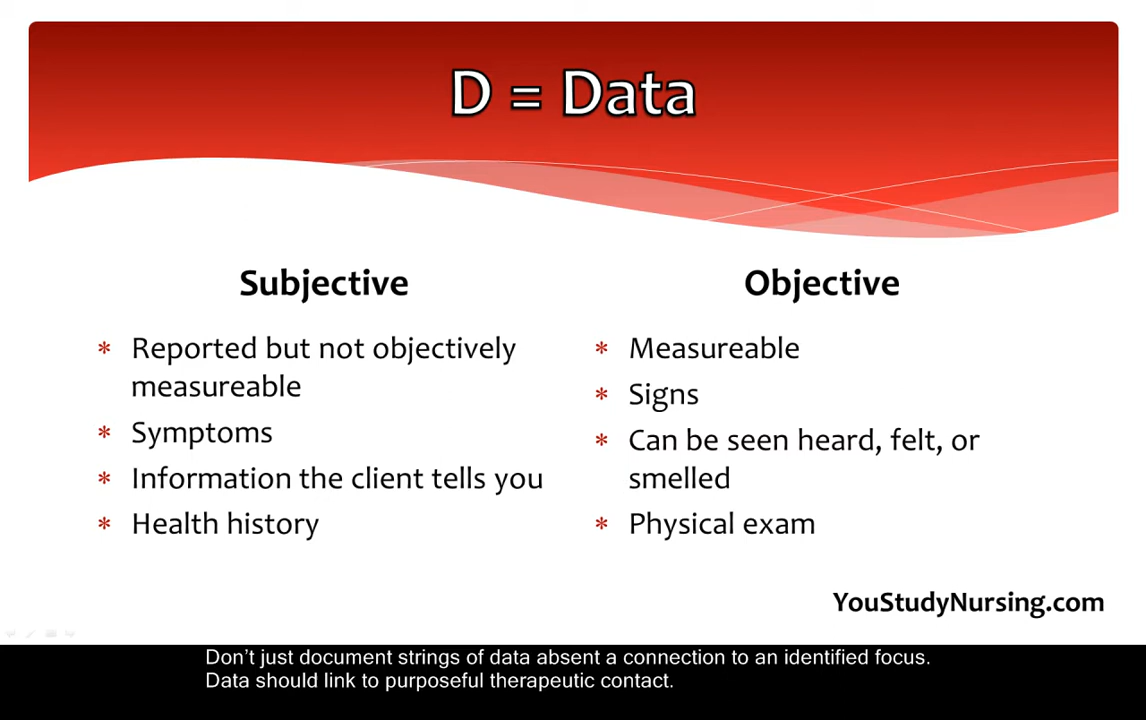 D = Data
Subjective
* Reported but not objectively
measureable
* Symptoms
* Information the client tells you
* Health history
Objective
* Measureable
* Signs
* Can be seen heard, felt, or
smelled
* Physical exam
YouStudyNursing.com
Don't just document strings of data absent a connection to an identified focus.
Data should link to purposeful therapeutic contact.